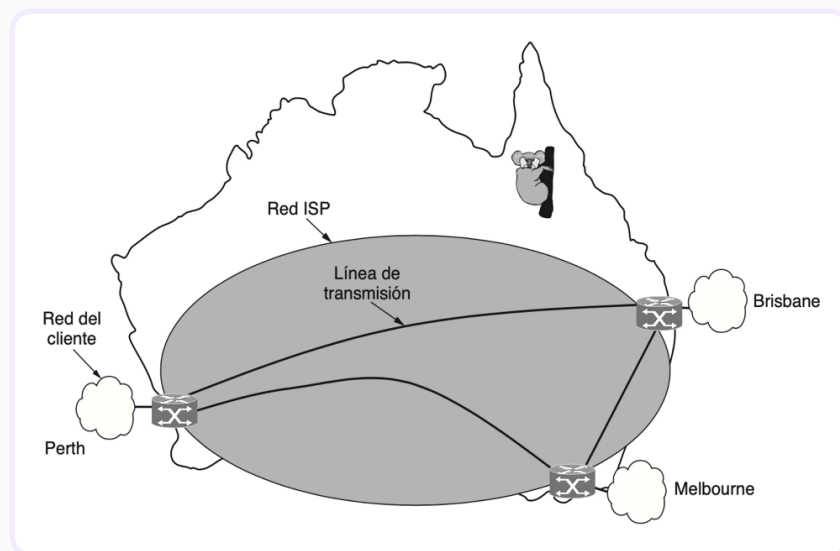 Red ISP
Línea de
transmisión
Red del
cliente
Brisbane
Perth
Melbourne